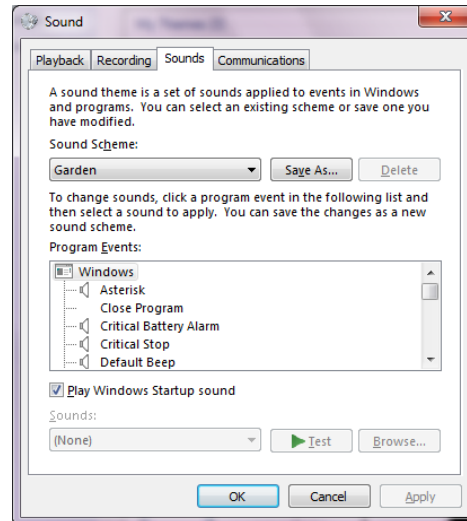 Sound
Playback
Recording
Sounds
Communications
A sound theme is a set of sounds applied to events in Windows
and programs.  You can select an existing scheme or save one you
have modified.
Sound Scheme:
Garden
Save As...
Delete
To change sounds, click a program event in the following list and
then select a sound to apply.  You can save the changes as a new
sound scheme.
Program Events:
Windows
Asterisk
Close Program
Critical Battery Alarm
Critical Stop
Default Beep
Play Windows Startup sound
Sounds:
(None)
Test
Browse...
OK
Cancel
Apply